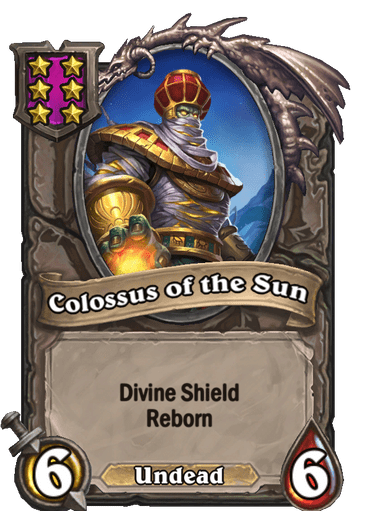 Colossus of the Sun
Divine Shield
Reborn
6
Undead
6